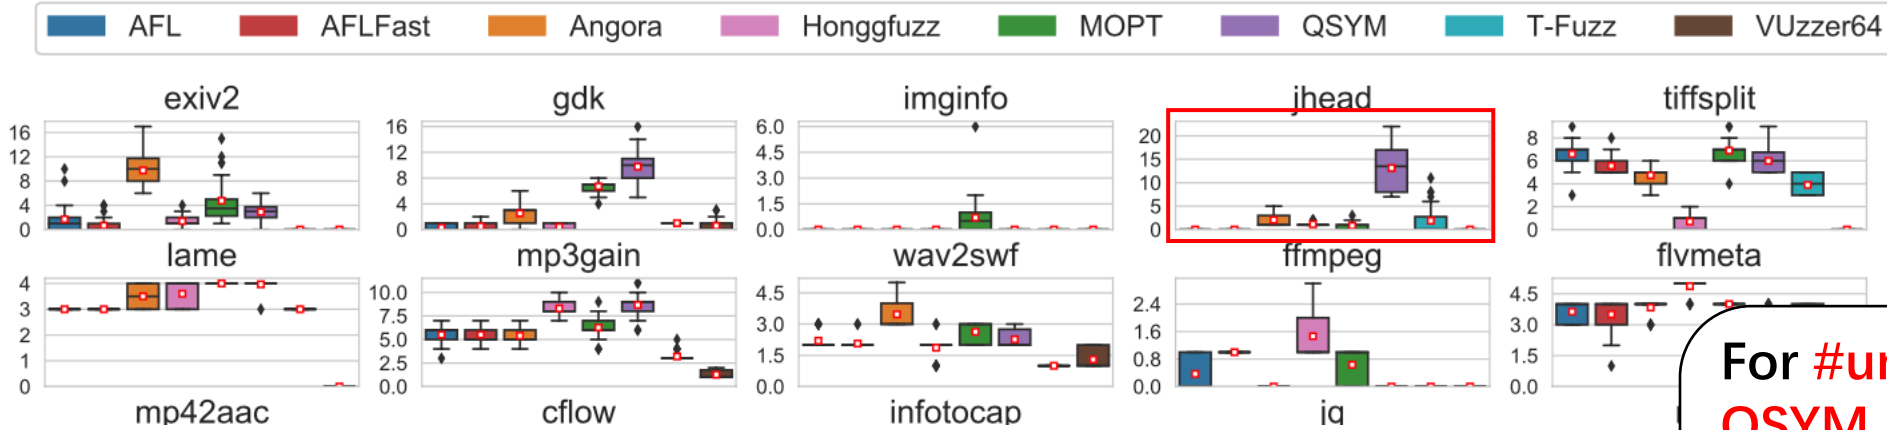 AFL AFLFast Angora Honggfuzz MOPT QSYM T-Fuzz VUzzer64
exiv2 gdk imginfo jhead tiffsplit
16 16 6.0 20 8
12 12 4.5 15 6
8 8 3.0 10 4
4 4 1.5 5 2
0 0 0.0 0 0
lame mp3gain wav2swf ffmpeg flvmeta
4 10.0 4.5 2.4 4.5
3 7.5 3.0 1.6 3.0
2 5.0 1.5 0.8 1.5
1 2.5 0.0 0.0 0.0
0 0.0
For
QSYM
mp42aac cflow infotocap jq